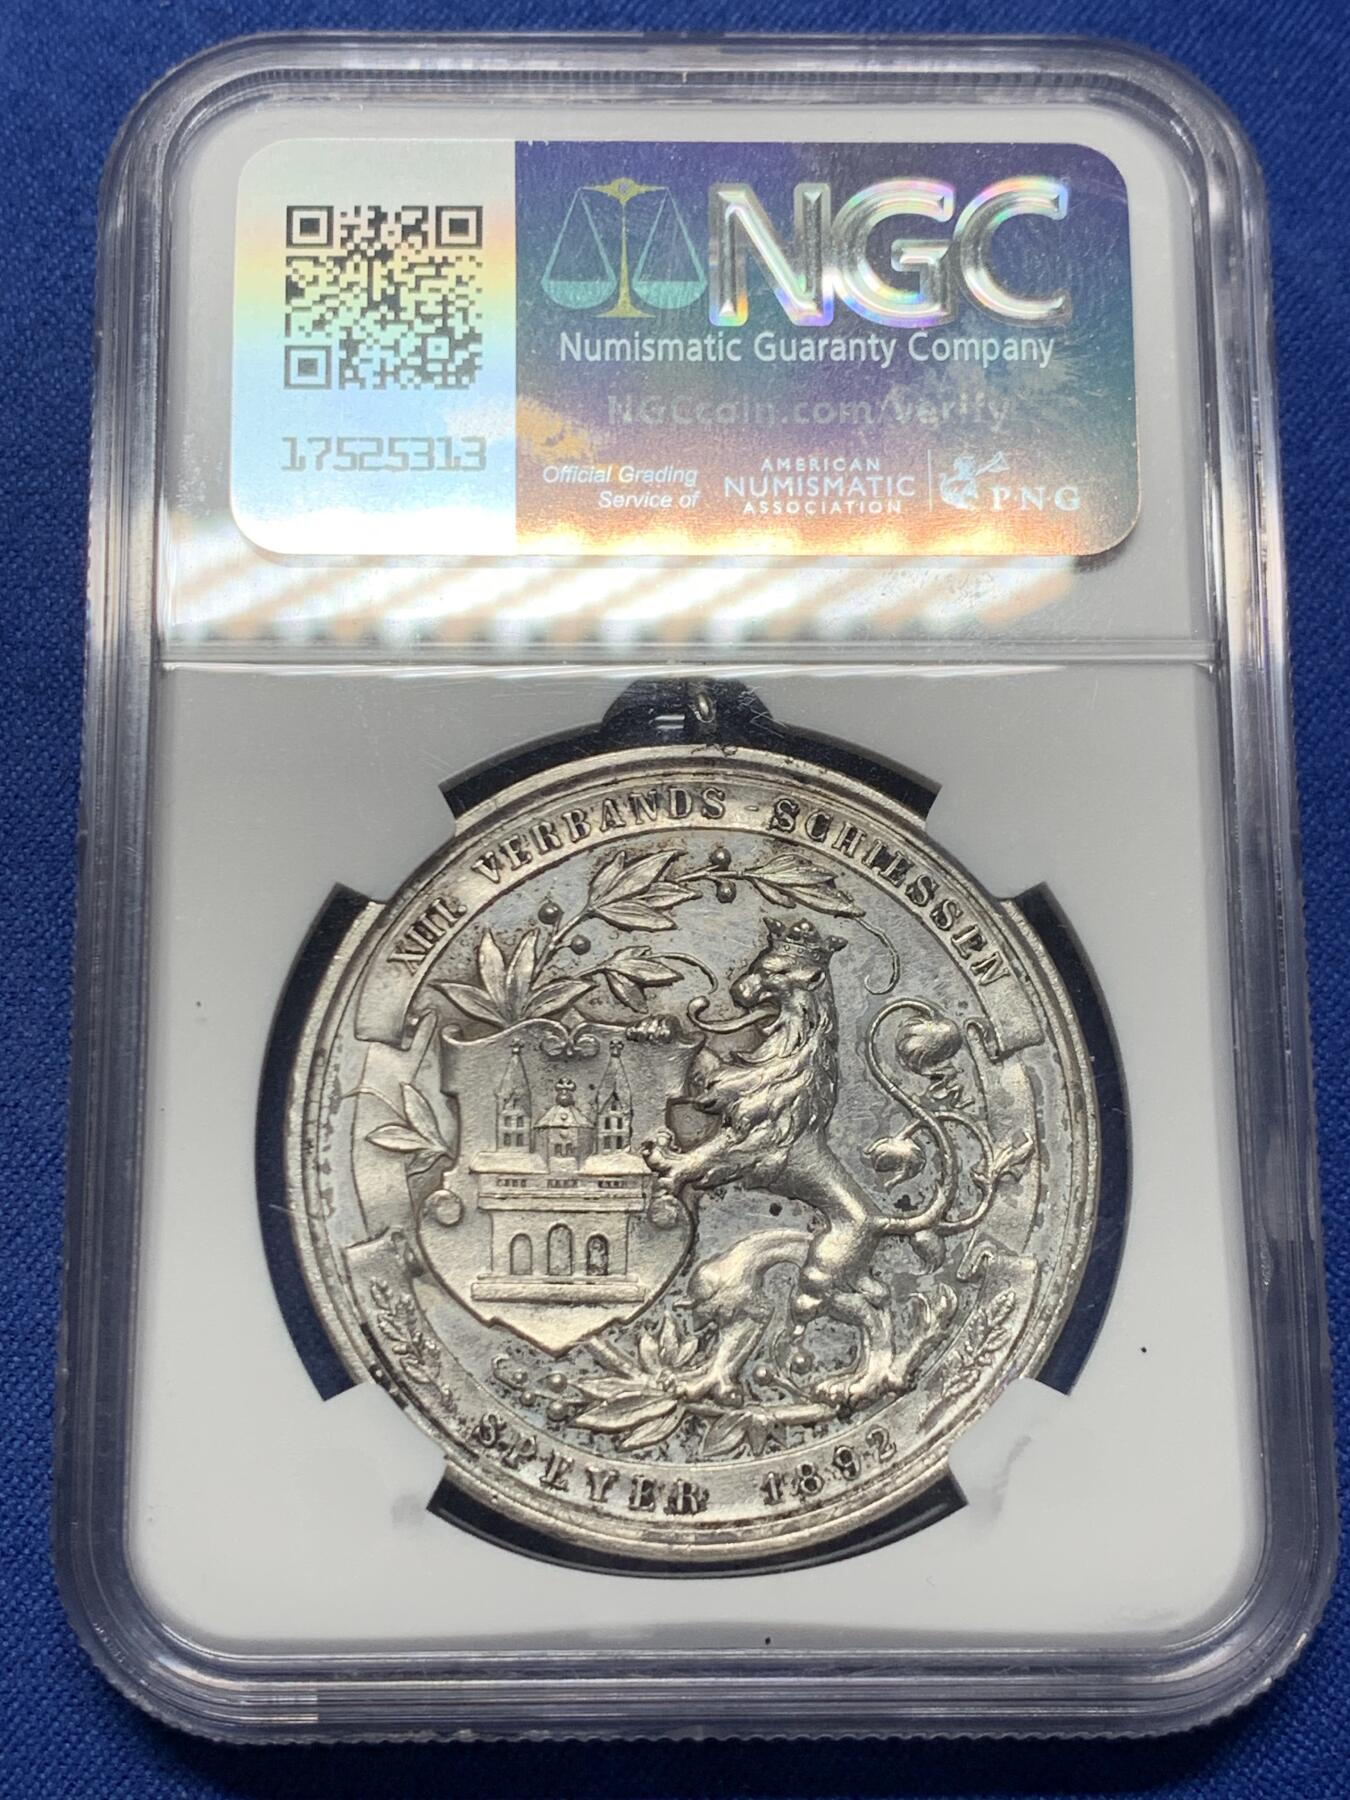 NGC
Numismatic Guaranty Company
NGCcoin.com/verify
17525313
Official Grading
Service of
AMERICAN
NUMISMATIC
ASSOCIATION
PNG
XIII. VERBANDS-SCHIESSEN
SPEYER 1892